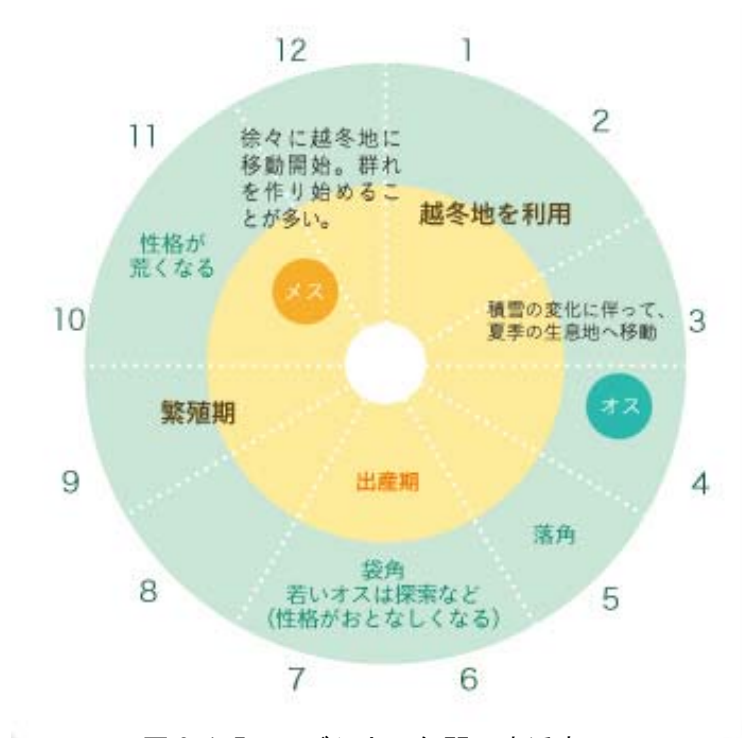 12
1
11
2
徐々に越冬地に
移動開始。群れ
を作り始めるこ
とが多い。
越冬地を利用
性格が
荒くなる
メス
積雪の変化に伴って、
夏季の生息地へ移動
10
3
オス
繁殖期
9
4
出産期
落角
袋角
若いオスは探索など
(性格がおとなしくなる)
8
5
7
6